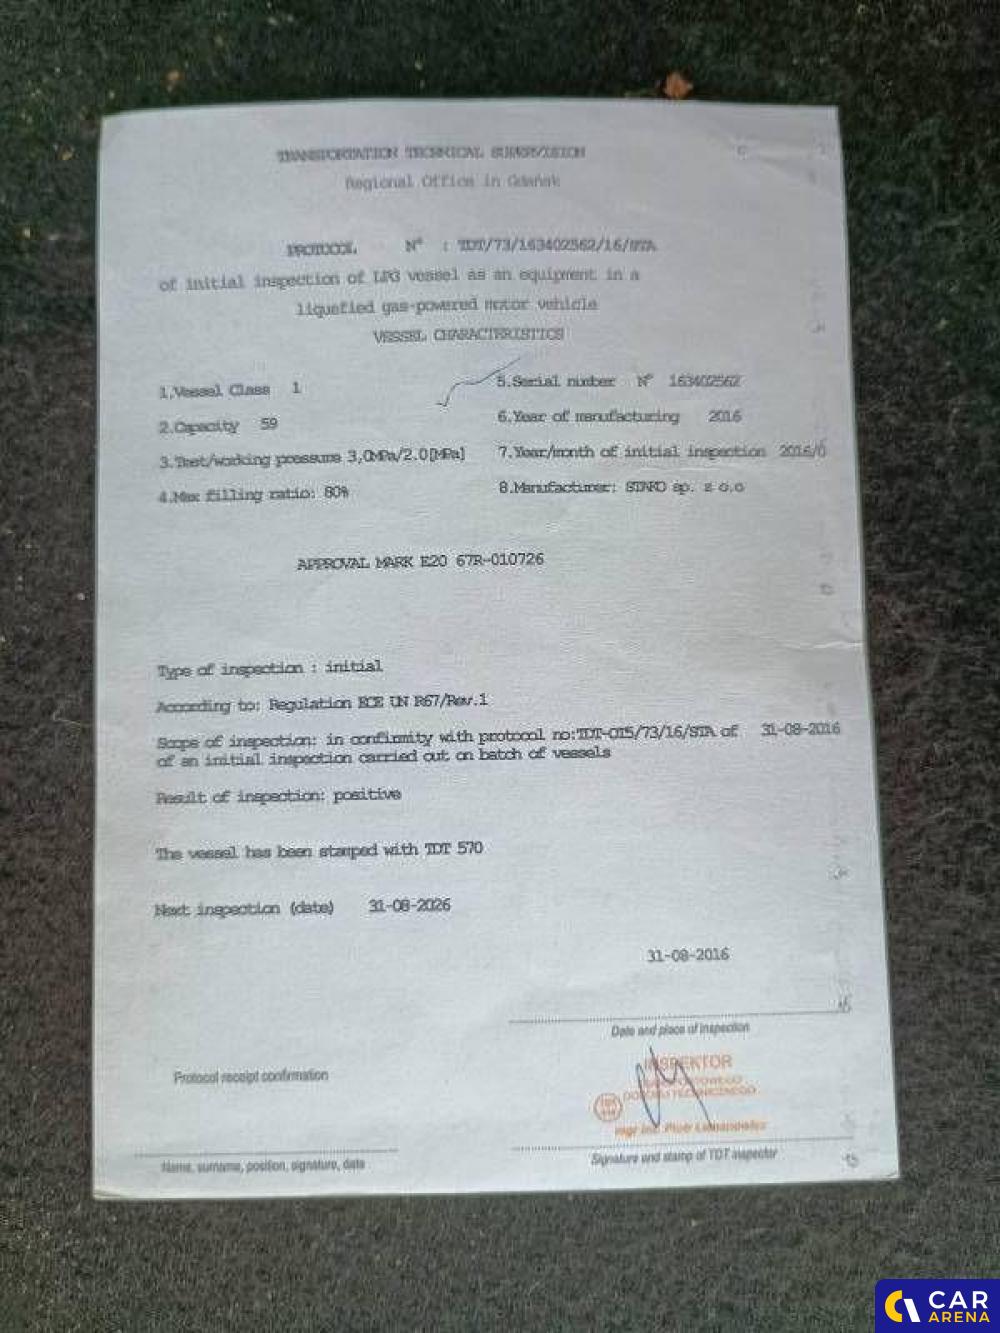 TRANSPORTATION TECHNICAL SUPERVISION
Regional Office in Gdańsk
PROTOCOL N° : TDT/73/163402562/16/STA
of initial inspection of LPG vessel as an equipment in a
liquefied gas-powered motor vehicle
VESSEL CHARACTERISTICS
1.Vessel Class 1
5.Serial number N° 163402562
2.Capacity 59
6.Year of manufacturing 2016
3.Test/working pressure 3,0MPa/2.0[MPa]
7.Year/month of initial inspection 2016/0
4.Max filling ratio: 80%
8.Manufacturer: STAKO sp. z o.o
APPROVAL MARK E20 67R-010726
Type of inspection : initial
According to: Regulation ECE UN R67/Rev.1
Scope of inspection: in confirmity with protocol no:TDT-015/73/16/STA of 31-08-2016
of an initial inspection carried out on batch of vessels
Result of inspection: positive
The vessel has been stamped with TDT 570
Next inspection (date) 31-08-2026
31-08-2016
Date and place of inspection
Protocol receipt confirmation
INSPEKTOR
DOZORU TECHNICZNEGO
mgr inż. Piotr
Name, surname, position, signature, date
Signature and stamp of TDT inspector
CAR
ARENA